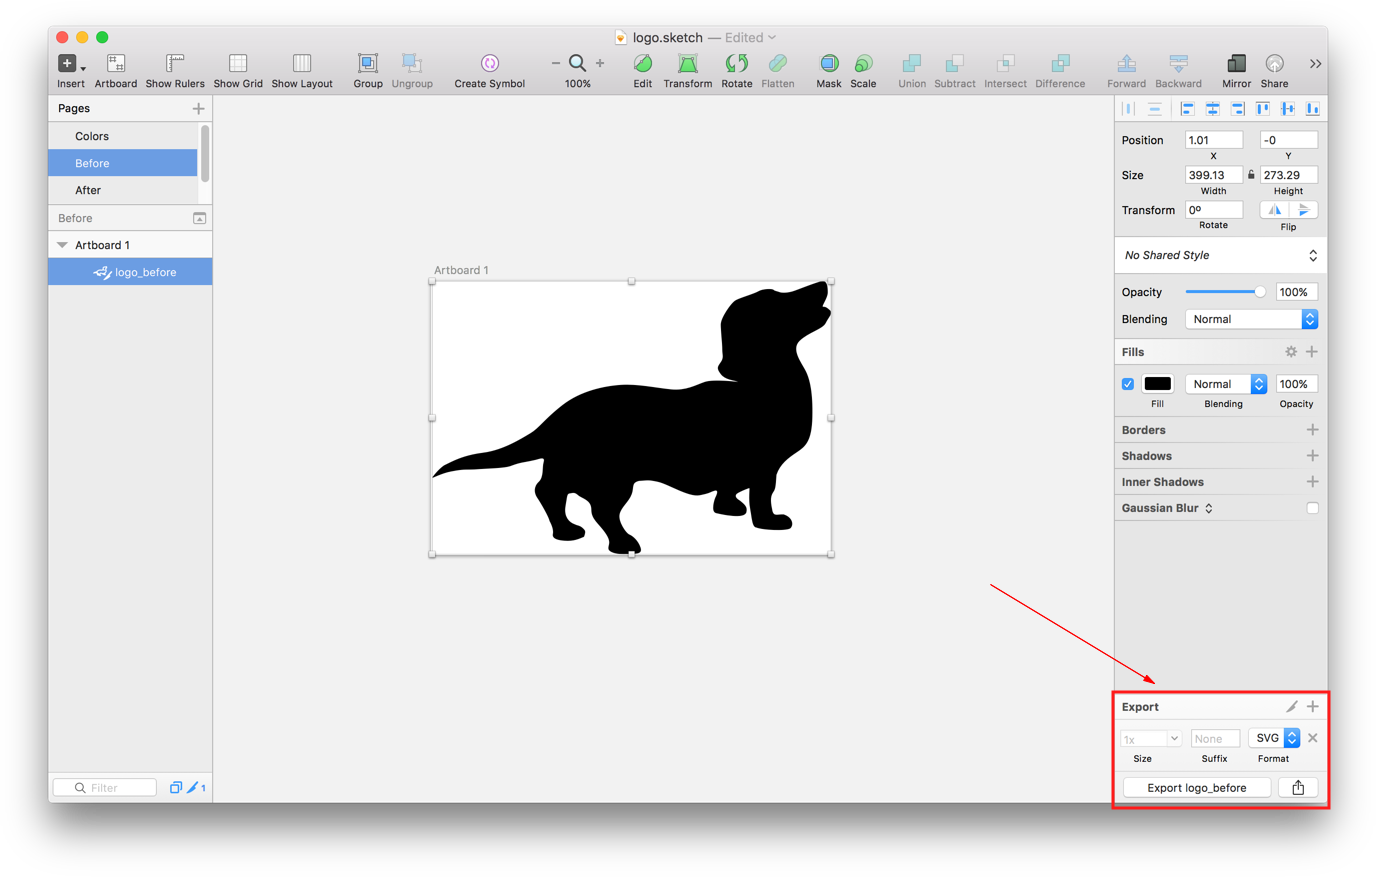 logo.sketch — Edited
Insert Artboard Show Rulers Show Grid Show Layout Group Ungroup Create Symbol 100% Edit Transform Rotate Flatten Mask Scale Union Subtract Intersect Difference Forward Backward Mirror Share
Pages
Colors
Before
After
Before
Artboard 1
logo_before
Filter
1
Artboard 1
Position 1.01 -0
X Y
Size 399.13 273.29
Width Height
Transform 0º
Rotate Flip
No Shared Style
Opacity 100%
Blending Normal
Fills
Normal 100%
Fill Blending Opacity
Borders
Shadows
Inner Shadows
Gaussian Blur
Export
1x None SVG
Size Suffix Format
Export logo_before